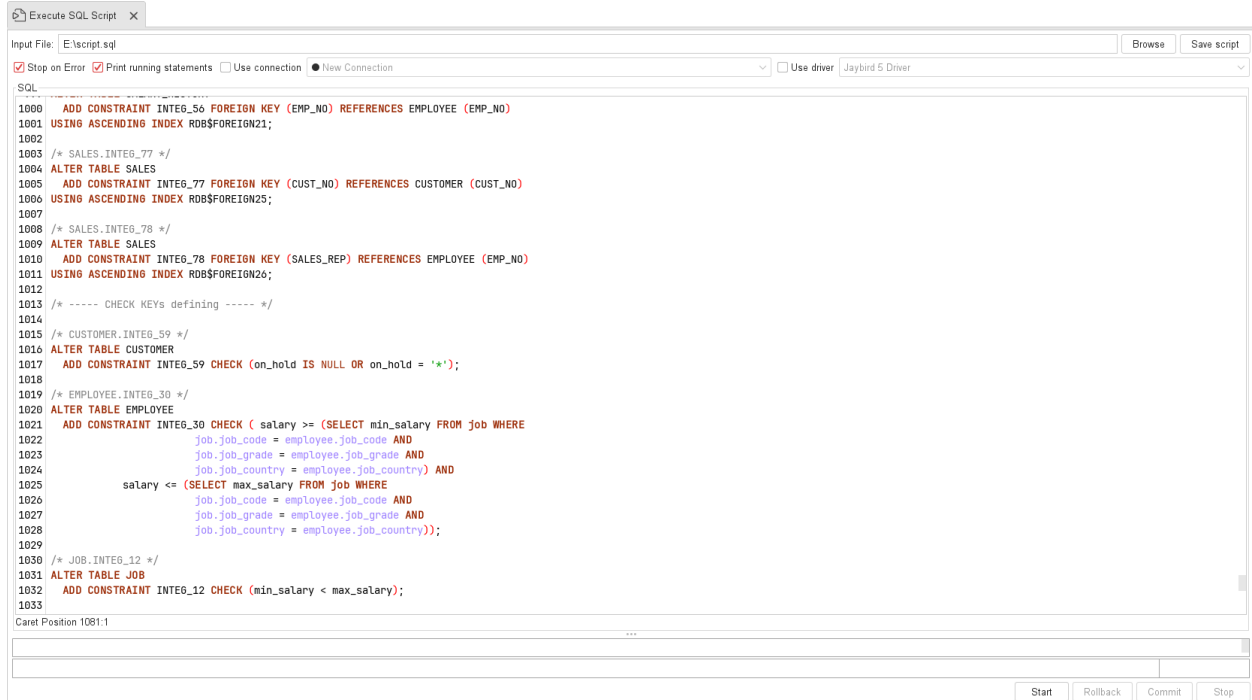 Execute SQL Script
Input File: E:\script.sql Browse Save script
Stop on Error Print running statements Use connection New Connection Use driver Jaybird 5 Driver
SQL
1000 ADD CONSTRAINT INTEG_56 FOREIGN KEY (EMP_NO) REFERENCES EMPLOYEE (EMP_NO)
1001 USING ASCENDING INDEX RDB$FOREIGN21;
1002
1003 /* SALES.INTEG_77 */
1004 ALTER TABLE SALES
1005 ADD CONSTRAINT INTEG_77 FOREIGN KEY (CUST_NO) REFERENCES CUSTOMER (CUST_NO)
1006 USING ASCENDING INDEX RDB$FOREIGN25;
1007
1008 /* SALES.INTEG_78 */
1009 ALTER TABLE SALES
1010 ADD CONSTRAINT INTEG_78 FOREIGN KEY (SALES_REP) REFERENCES EMPLOYEE (EMP_NO)
1011 USING ASCENDING INDEX RDB$FOREIGN26;
1012
1013 /* ----- CHECK KEYs defining ----- */
1014
1015 /* CUSTOMER.INTEG_59 */
1016 ALTER TABLE CUSTOMER
1017 ADD CONSTRAINT INTEG_59 CHECK (on_hold IS NULL OR on_hold = '*');
1018
1019 /* EMPLOYEE.INTEG_30 */
1020 ALTER TABLE EMPLOYEE
1021 ADD CONSTRAINT INTEG_30 CHECK ( salary >= (SELECT min_salary FROM job WHERE
1022 job.job_code = employee.job_code AND
1023 job.job_grade = employee.job_grade AND
1024 job.job_country = employee.job_country) AND
1025 salary <= (SELECT max_salary FROM job WHERE
1026 job.job_code = employee.job_code AND
1027 job.job_grade = employee.job_grade AND
1028 job.job_country = employee.job_country));
1029
1030 /* JOB.INTEG_12 */
1031 ALTER TABLE JOB
1032 ADD CONSTRAINT INTEG_12 CHECK (min_salary < max_salary);
1033
Caret Position 1081:1
Start Rollback Commit Stop